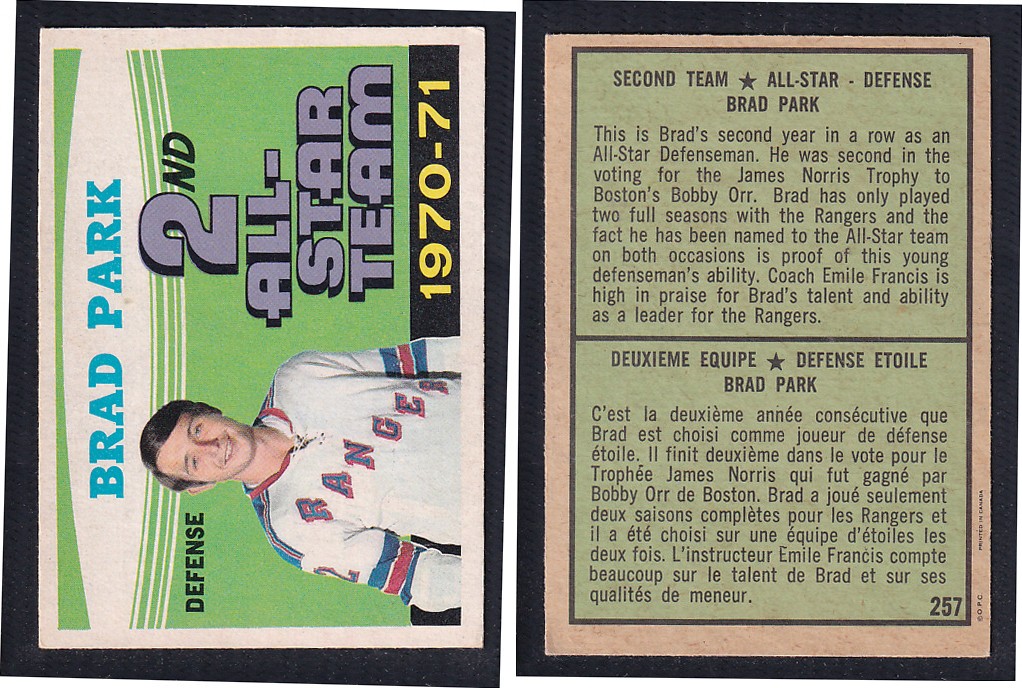 BRAD PARK
2ND
ALL-
STAR
TEAM
1970-71
DEFENSE
RANGERS
2
SECOND TEAM ★ ALL-STAR - DEFENSE
BRAD PARK
This is Brad's second year in a row as an
All-Star Defenseman. He was second in the
voting for the James Norris Trophy to
Boston's Bobby Orr. Brad has only played
two full seasons with the Rangers and the
fact he has been named to the All-Star team
on both occasions is proof of this young
defenseman's ability. Coach Emile Francis is
high in praise for Brad's talent and ability
as a leader for the Rangers.
DEUXIEME EQUIPE ★ DEFENSE ETOILE
BRAD PARK
C'est la deuxième année consécutive que
Brad est choisi comme joueur de défense
étoile. Il finit deuxième dans le vote pour le
Trophée James Norris qui fut gagné par
Bobby Orr de Boston. Brad a joué seulement
deux saisons complètes pour les Rangers et
il a été choisi sur une équipe d'étoiles les
deux fois. L'instructeur Emile Francis compte
beaucoup sur le talent de Brad et sur ses
qualités de meneur.
257
©O.P.C. PRINTED IN CANADA